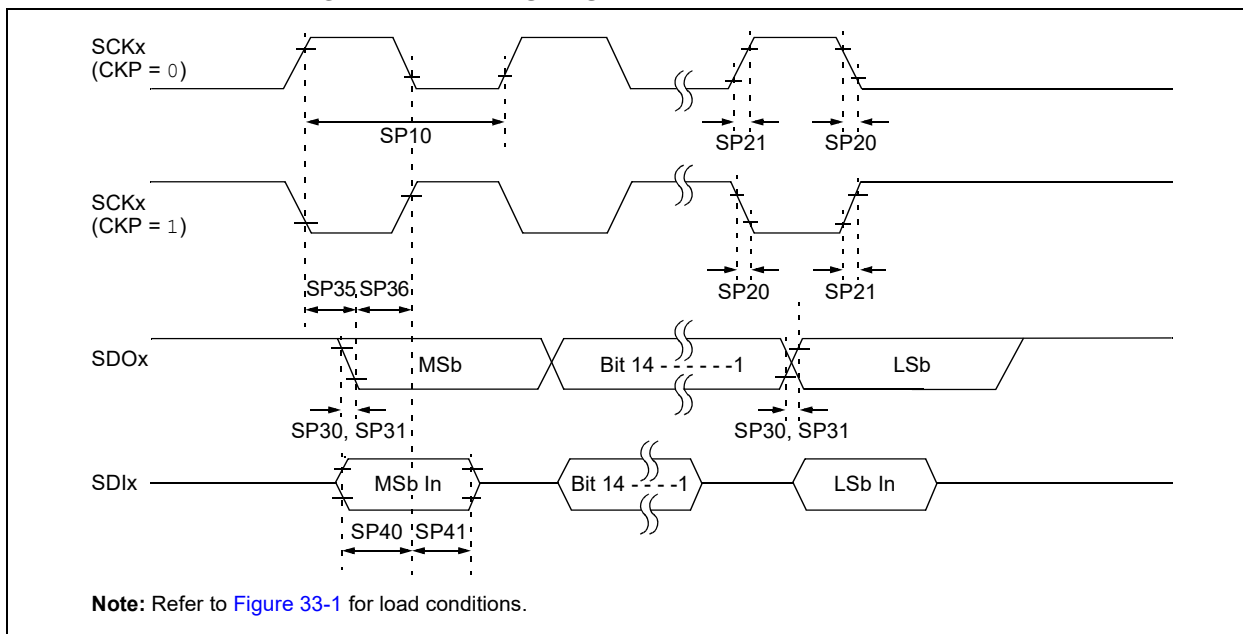 SCKx
(CKP = 0)
SP10
SP21
SP20
SCKx
(CKP = 1)
SP35 SP36
SP20
SP21
SDOx
MSb
Bit 14 - - - - - - -1
LSb
SP30, SP31
SP30, SP31
SDIx
MSb In
Bit 14 - - - -1
LSb In
SP40 SP41
Note: Refer to Figure 33-1 for load conditions.